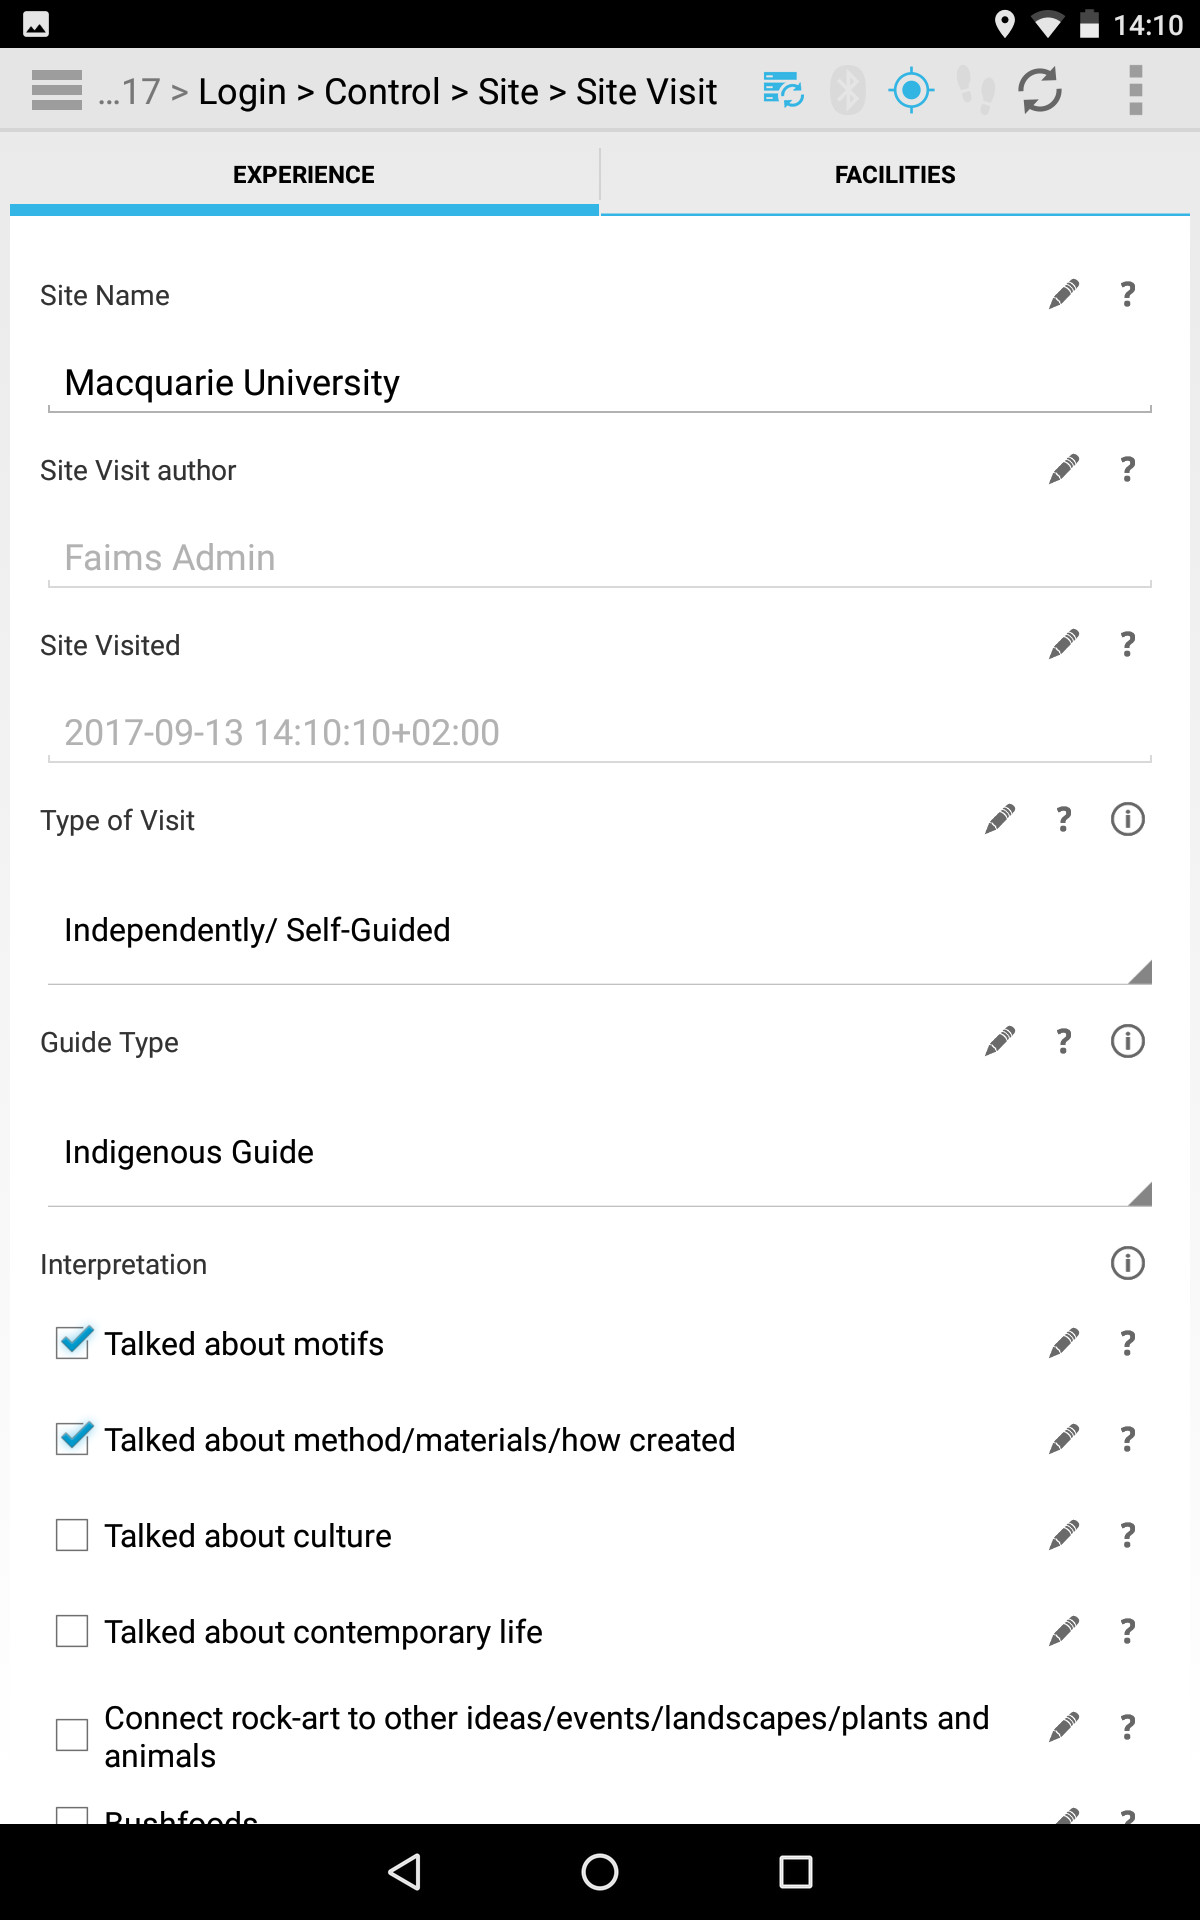 14:10
...17 > Login > Control > Site > Site Visit
EXPERIENCE
FACILITIES
Site Name
?
Macquarie University
Site Visit author
?
Faims Admin
Site Visited
?
2017-09-13 14:10:10+02:00
Type of Visit
?
Independently/ Self-Guided
Guide Type
?
Indigenous Guide
Interpretation
Talked about motifs
?
Talked about method/materials/how created
?
Talked about culture
?
Talked about contemporary life
?
Connect rock-art to other ideas/events/landscapes/plants and
animals
?
Bushfoods
?